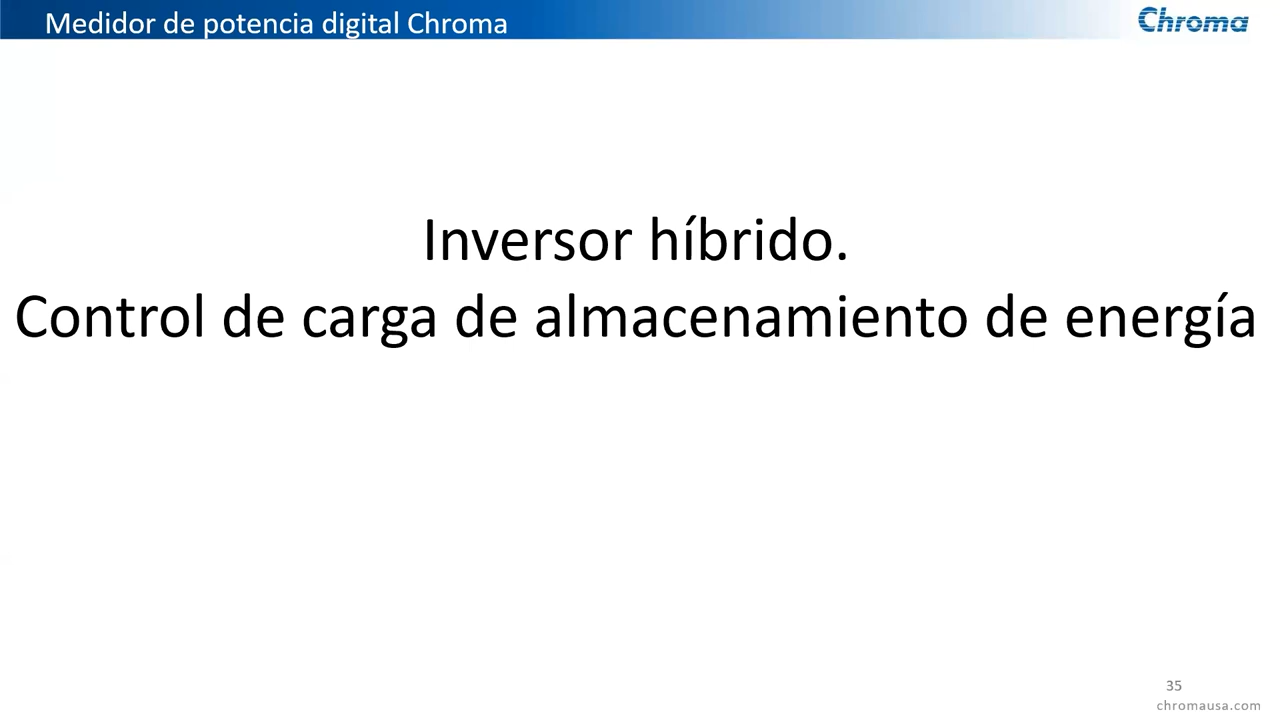 Medidor de potencia digital Chroma
Chroma
Inversor híbrido.
Control de carga de almacenamiento de energía
35
chromausa.com